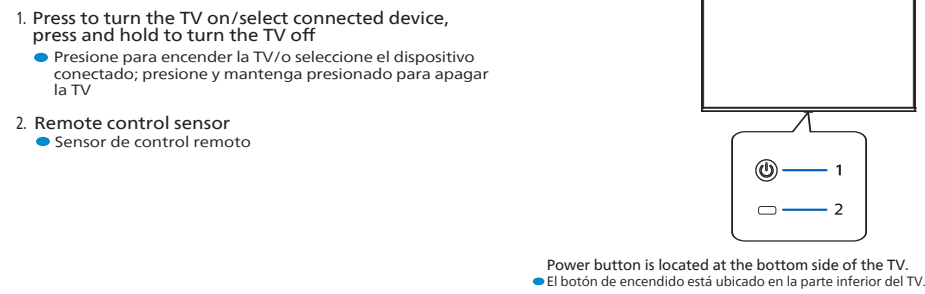 1. Press to turn the TV on/select connected device,
press and hold to turn the TV off
Presione para encender la TV/o seleccione el dispositivo
conectado; presione y mantenga presionado para apagar
la TV
2. Remote control sensor
Sensor de control remoto
1
2
Power button is located at the bottom side of the TV.
El botón de encendido está ubicado en la parte inferior del TV.